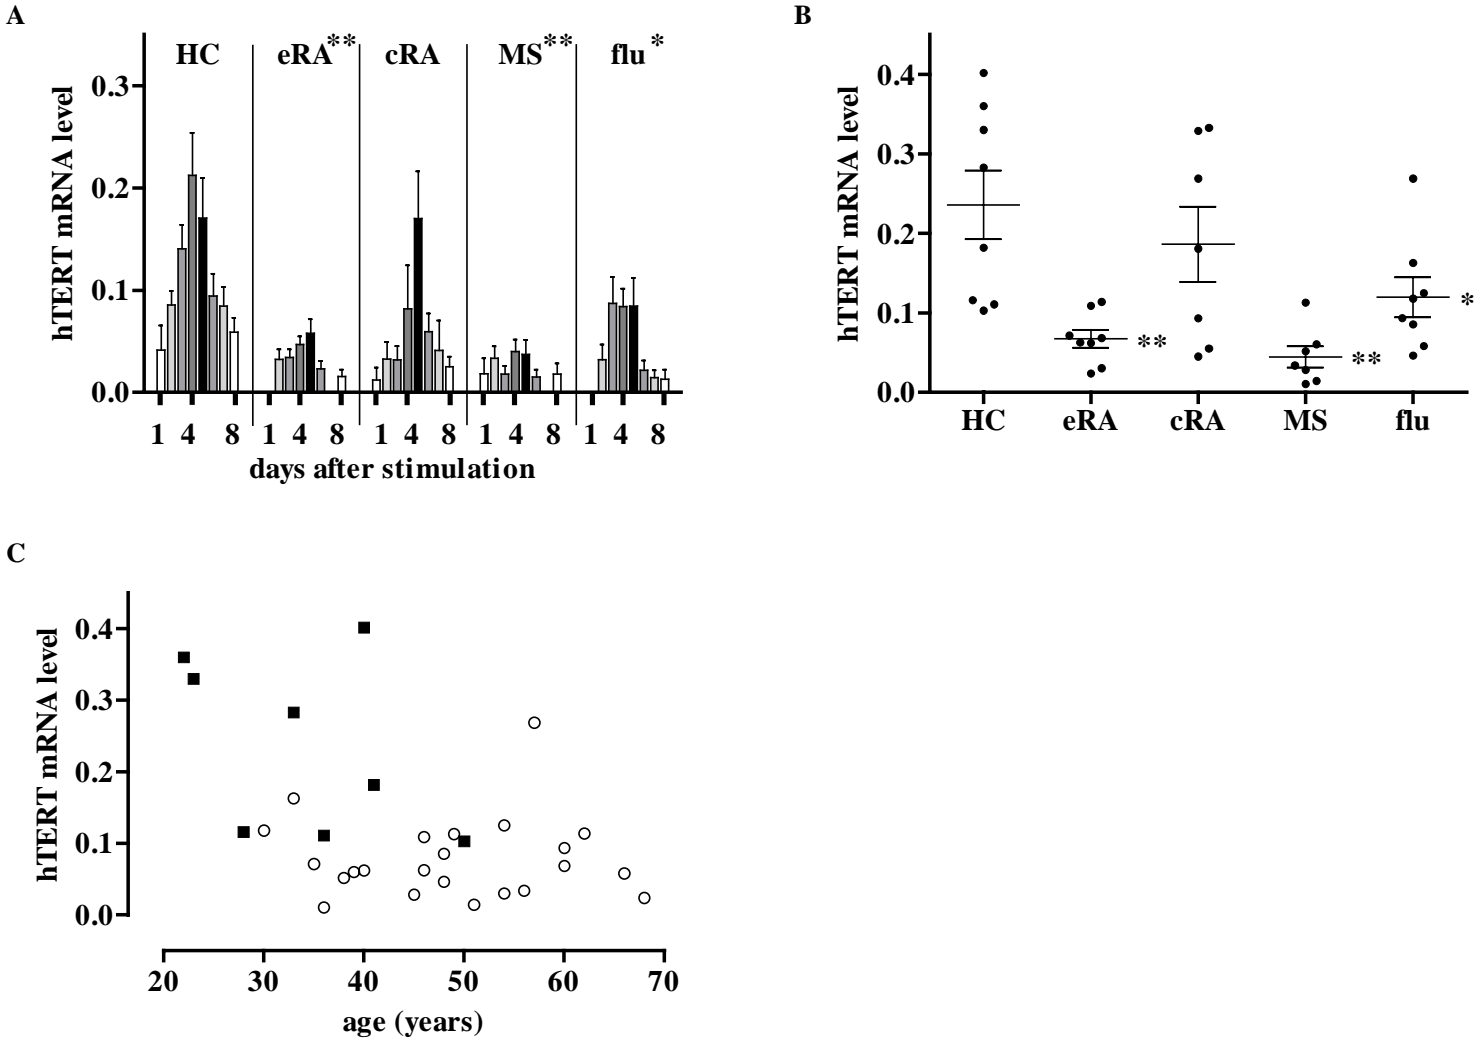 A
HC eRA** cRA MS** flu *
hTERT mRNA level
0.3
0.2
0.1
0.0
1 4 8 1 4 8 1 4 8 1 4 8 1 4 8
days after stimulation
B
hTERT mRNA level
0.4
0.3
0.2
0.1
0.0
**
**
*
HC eRA cRA MS flu
C
hTERT mRNA level
0.4
0.3
0.2
0.1
0.0
20 30 40 50 60 70
age (years)